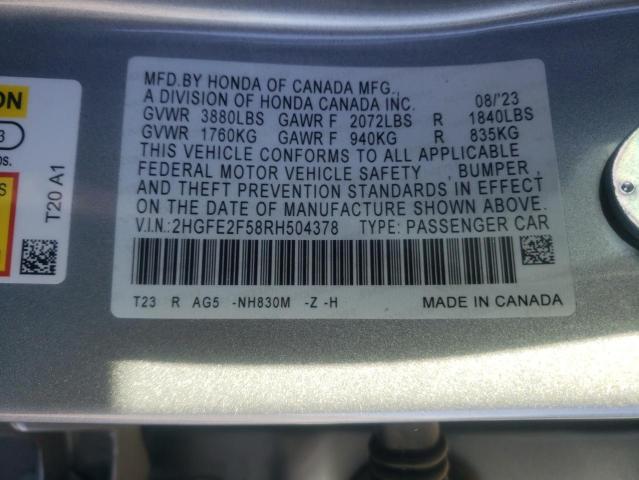 MFD.BY HONDA OF CANADA MFG.,
A DIVISION OF HONDA CANADA INC. 08/'23
GVWR 3880LBS GAWR F 2072LBS R 1840LBS
GVWR 1760KG GAWR F 940KG R 835KG
THIS VEHICLE CONFORMS TO ALL APPLICABLE
FEDERAL MOTOR VEHICLE SAFETY , BUMPER ,
AND THEFT PREVENTION STANDARDS IN EFFECT
ON THE DATE OF MANUFACTURE SHOWN ABOVE.
V.I.N.: 2HGFE2F58RH504378 TYPE: PASSENGER CAR
T23 R AG5 -NH830M -Z -H MADE IN CANADA
ON
3
S
T20 A1